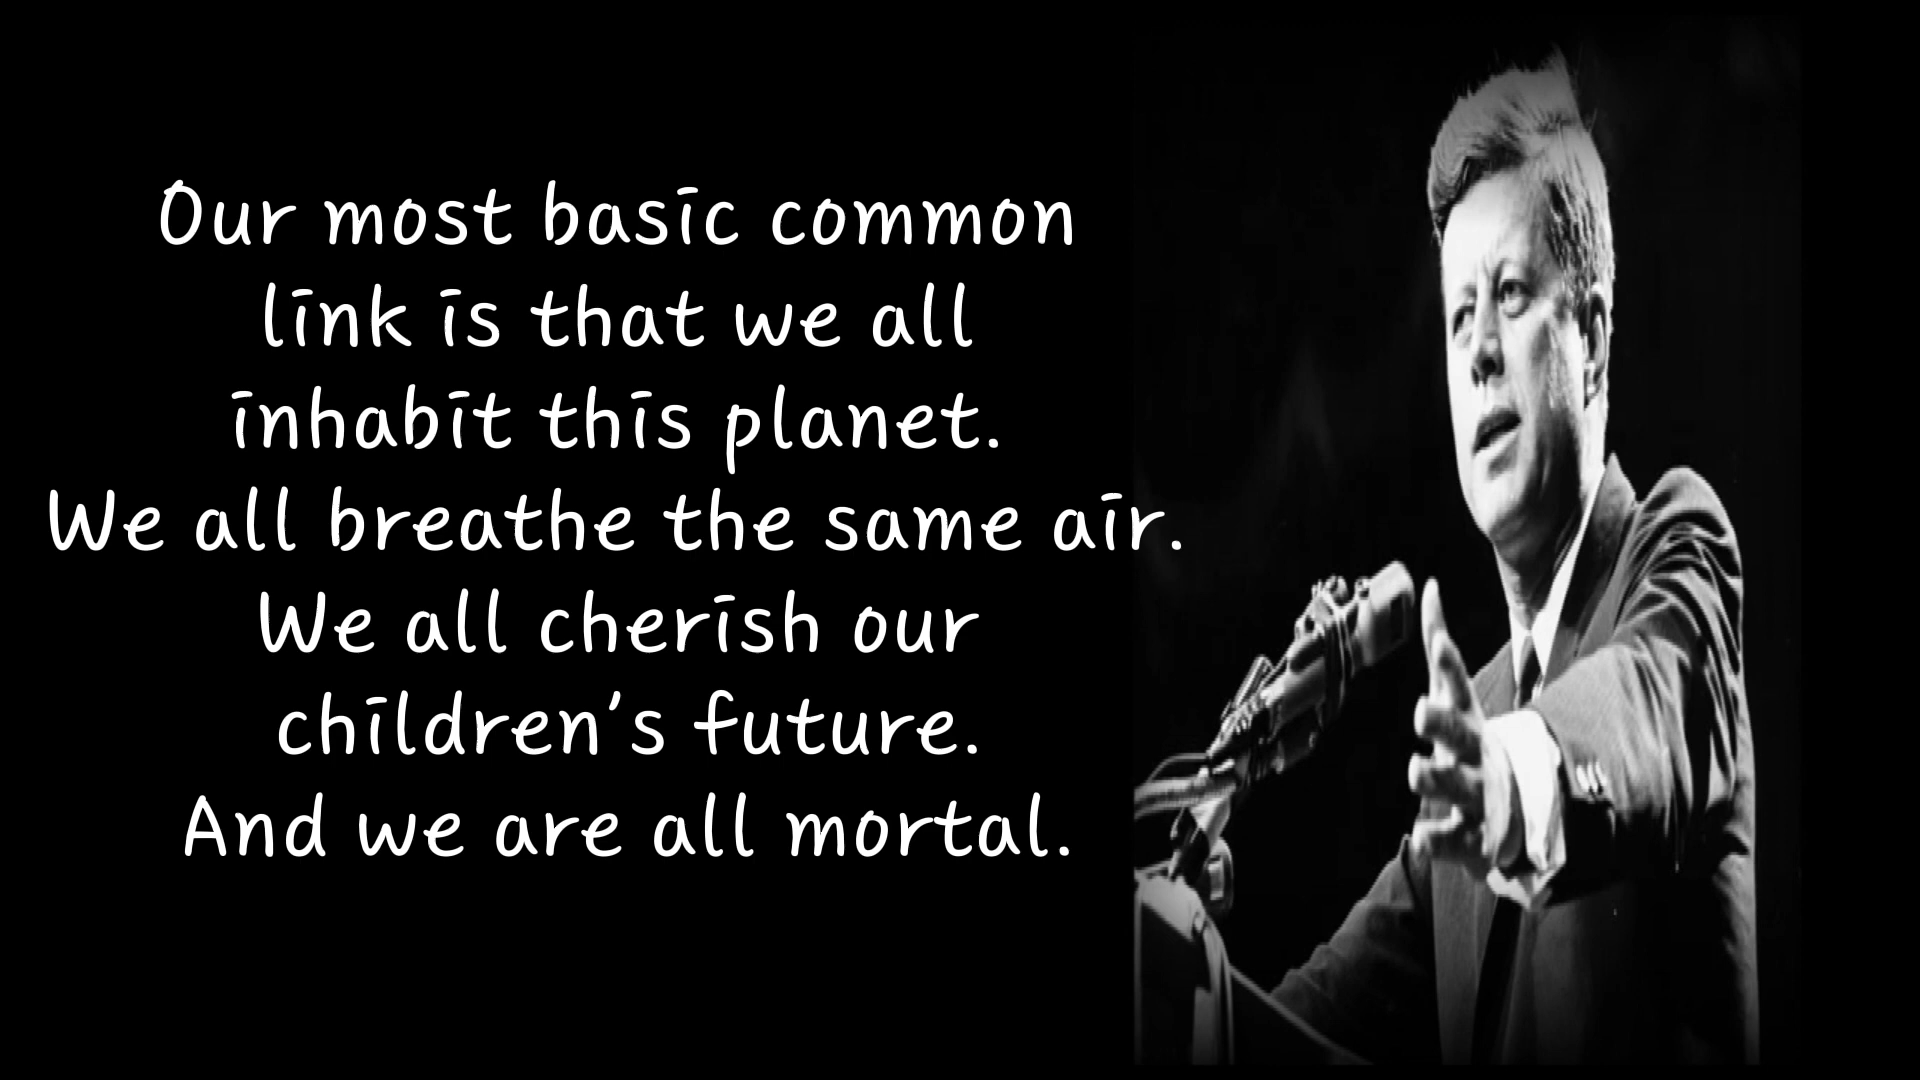 Our most basic common
link is that we all
inhabit this planet.
We all breathe the same air.
We all cherish our
children's future.
And we are all mortal.